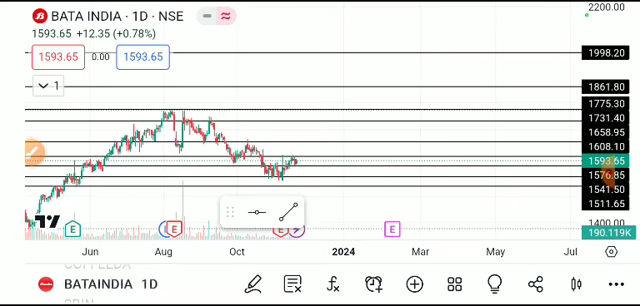 2200.00
BATA INDIA · 1D · NSE
1593.65 +12.35 (+0.78%)
1593.65 0.00 1593.65
1998.20
1
1861.80
1775.30
1731.40
1658.95
1608.10
1593.65
1576.85
1541.50
1511.65
1400.00
190.119K
E E E E
Jun Aug Oct 2024 Mar May Jul
BATAINDIA 1D